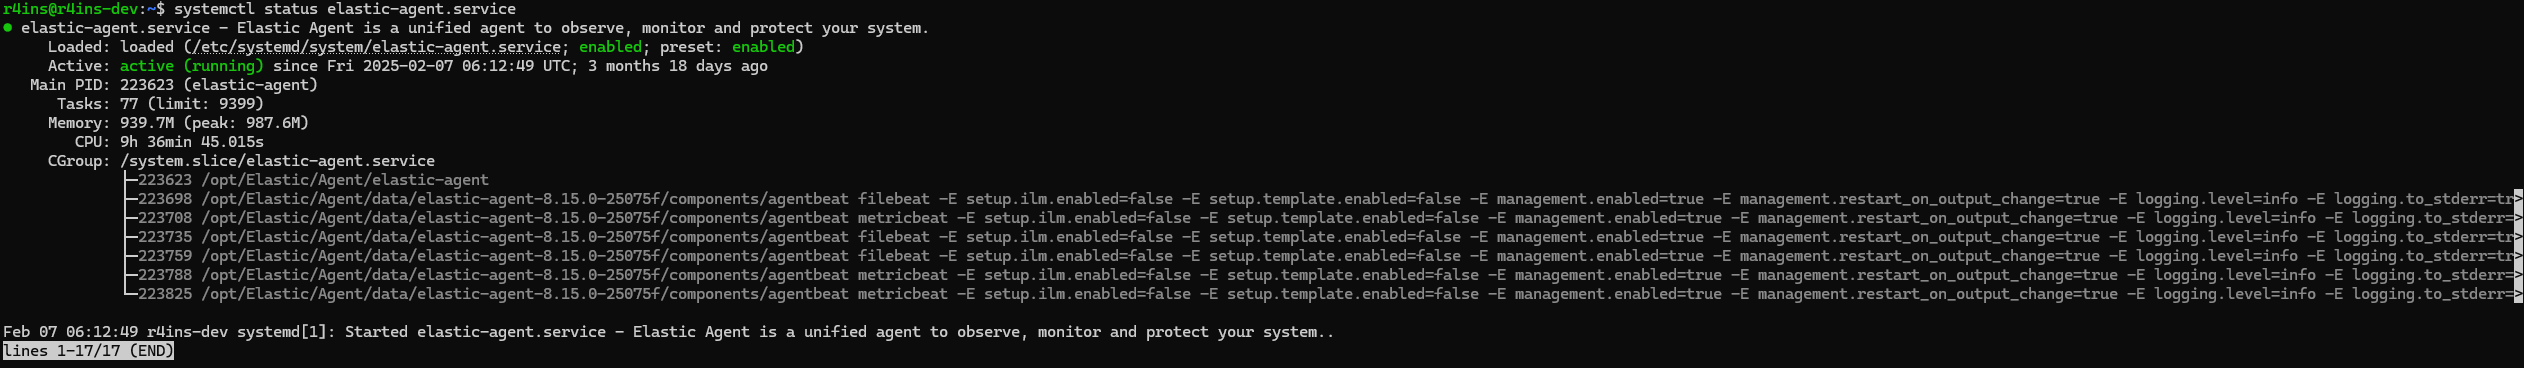 r4ins@r4ins-dev:~$ systemctl status elastic-agent.service
● elastic-agent.service - Elastic Agent is a unified agent to observe, monitor and protect your system.
     Loaded: loaded (/etc/systemd/system/elastic-agent.service; enabled; preset: enabled)
     Active: active (running) since Fri 2025-02-07 06:12:49 UTC; 3 months 18 days ago
   Main PID: 223623 (elastic-agent)
      Tasks: 77 (limit: 9399)
     Memory: 939.7M (peak: 987.6M)
        CPU: 9h 36min 45.015s
     CGroup: /system.slice/elastic-agent.service
             ├─223623 /opt/Elastic/Agent/elastic-agent
             ├─223698 /opt/Elastic/Agent/data/elastic-agent-8.15.0-25075f/components/agentbeat filebeat -E setup.ilm.enabled=false -E setup.template.enabled=false -E management.enabled=true -E management.restart_on_output_change=true -E logging.level=info -E logging.to_stderr=tr>
             ├─223708 /opt/Elastic/Agent/data/elastic-agent-8.15.0-25075f/components/agentbeat metricbeat -E setup.ilm.enabled=false -E setup.template.enabled=false -E management.enabled=true -E management.restart_on_output_change=true -E logging.level=info -E logging.to_stderr=>
             ├─223735 /opt/Elastic/Agent/data/elastic-agent-8.15.0-25075f/components/agentbeat filebeat -E setup.ilm.enabled=false -E setup.template.enabled=false -E management.enabled=true -E management.restart_on_output_change=true -E logging.level=info -E logging.to_stderr=tr>
             ├─223759 /opt/Elastic/Agent/data/elastic-agent-8.15.0-25075f/components/agentbeat filebeat -E setup.ilm.enabled=false -E setup.template.enabled=false -E management.enabled=true -E management.restart_on_output_change=true -E logging.level=info -E logging.to_stderr=tr>
             ├─223788 /opt/Elastic/Agent/data/elastic-agent-8.15.0-25075f/components/agentbeat metricbeat -E setup.ilm.enabled=false -E setup.template.enabled=false -E management.enabled=true -E management.restart_on_output_change=true -E logging.level=info -E logging.to_stderr=>
             └─223825 /opt/Elastic/Agent/data/elastic-agent-8.15.0-25075f/components/agentbeat metricbeat -E setup.ilm.enabled=false -E setup.template.enabled=false -E management.enabled=true -E management.restart_on_output_change=true -E logging.level=info -E logging.to_stderr=>

Feb 07 06:12:49 r4ins-dev systemd[1]: Started elastic-agent.service - Elastic Agent is a unified agent to observe, monitor and protect your system..
lines 1-17/17 (END)